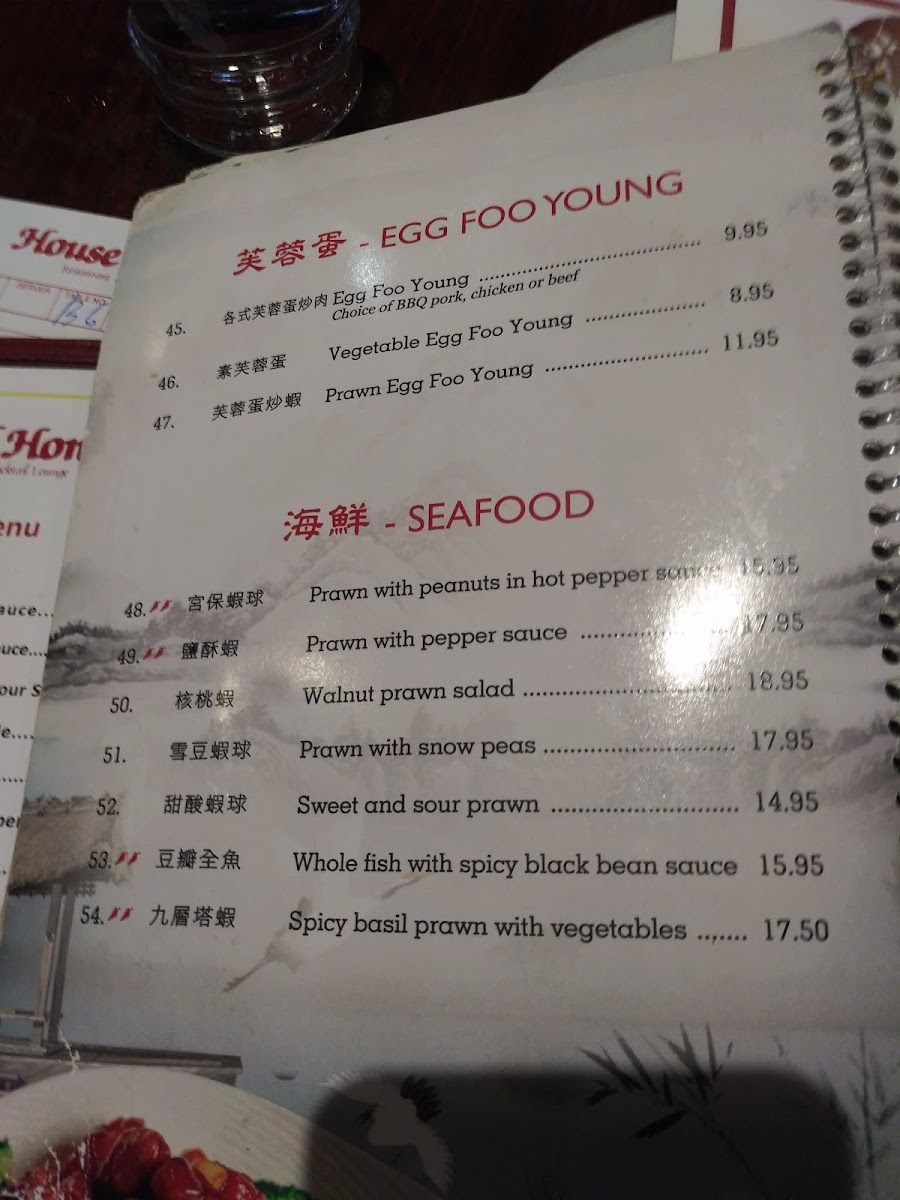 芙蓉蛋 - EGG FOO YOUNG
45. 各式芙蓉蛋炒肉 Egg Foo Young ........ 9.95
Choice of BBQ pork, chicken or beef
46. 素芙蓉蛋 Vegetable Egg Foo Young ........ 8.95
47. 芙蓉蛋炒蝦 Prawn Egg Foo Young ........ 11.95
海鮮 - SEAFOOD
48. 宮保蝦球 Prawn with peanuts in hot pepper sauce
49. 鹽酥蝦 Prawn with pepper sauce ........ 17.95
50. 核桃蝦 Walnut prawn salad ........ 18.95
51. 雪豆蝦球 Prawn with snow peas ........ 17.95
52. 甜酸蝦球 Sweet and sour prawn ........ 14.95
53. 豆瓣全魚 Whole fish with spicy black bean sauce 15.95
54. 九層塔蝦 Spicy basil prawn with vegetables ........ 17.50
House
Restaurant
SERVER